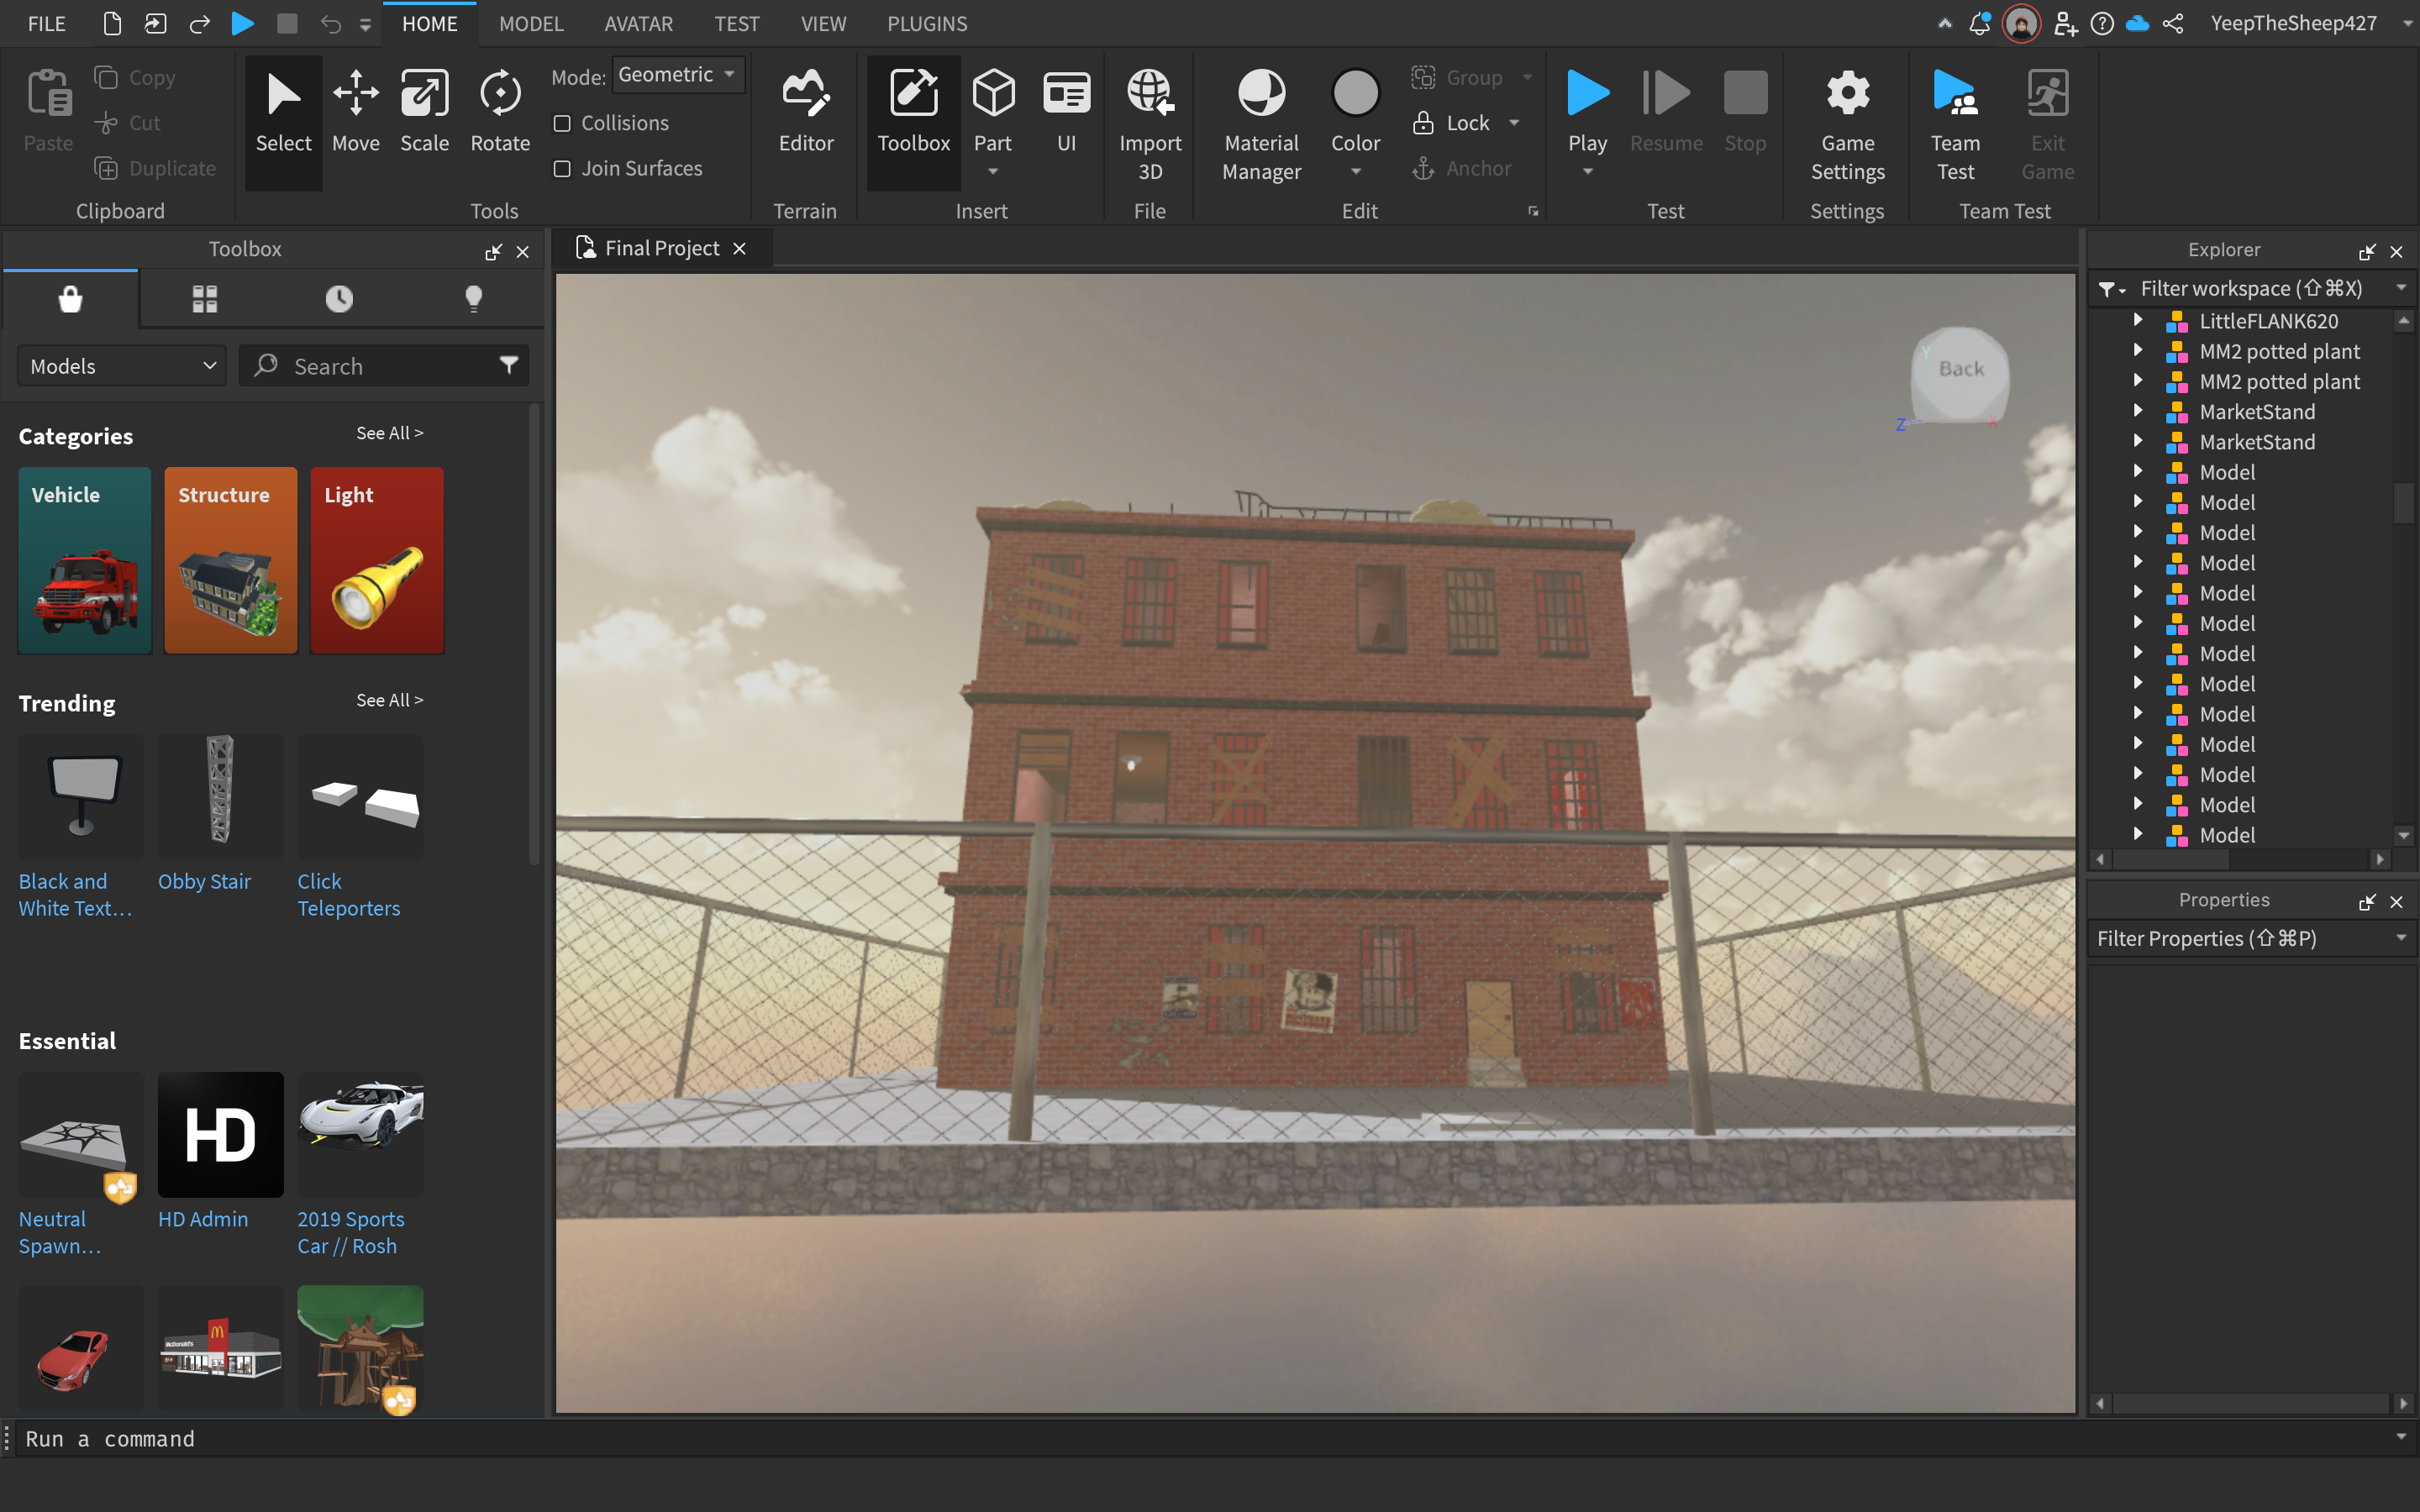 FILE
HOME
MODEL
AVATAR
TEST
VIEW
PLUGINS
YeepTheSheep427
Paste
Copy
Cut
Duplicate
Clipboard
Select
Move
Scale
Rotate
Mode: Geometric
Collisions
Join Surfaces
Tools
Editor
Terrain
Toolbox
Part
UI
Insert
Import
3D
File
Material
Manager
Color
Group
Lock
Anchor
Edit
Play
Resume
Stop
Test
Game
Settings
Settings
Team
Test
Exit
Game
Team Test
Toolbox
Models
Search
Categories
See All >
Vehicle
Structure
Light
Trending
See All >
Black and
White Text...
Obby Stair
Click
Teleporters
Essential
HD
Neutral
Spawn...
HD Admin
2019 Sports
Car // Rosh
McDonald's
Final Project
Y
Back
Z
X
Explorer
Filter workspace (⇧⌘X)
LittleFLANK620
MM2 potted plant
MM2 potted plant
MarketStand
MarketStand
Model
Model
Model
Model
Model
Model
Model
Model
Model
Model
Model
Model
Model
Properties
Filter Properties (⇧⌘P)
Run a command